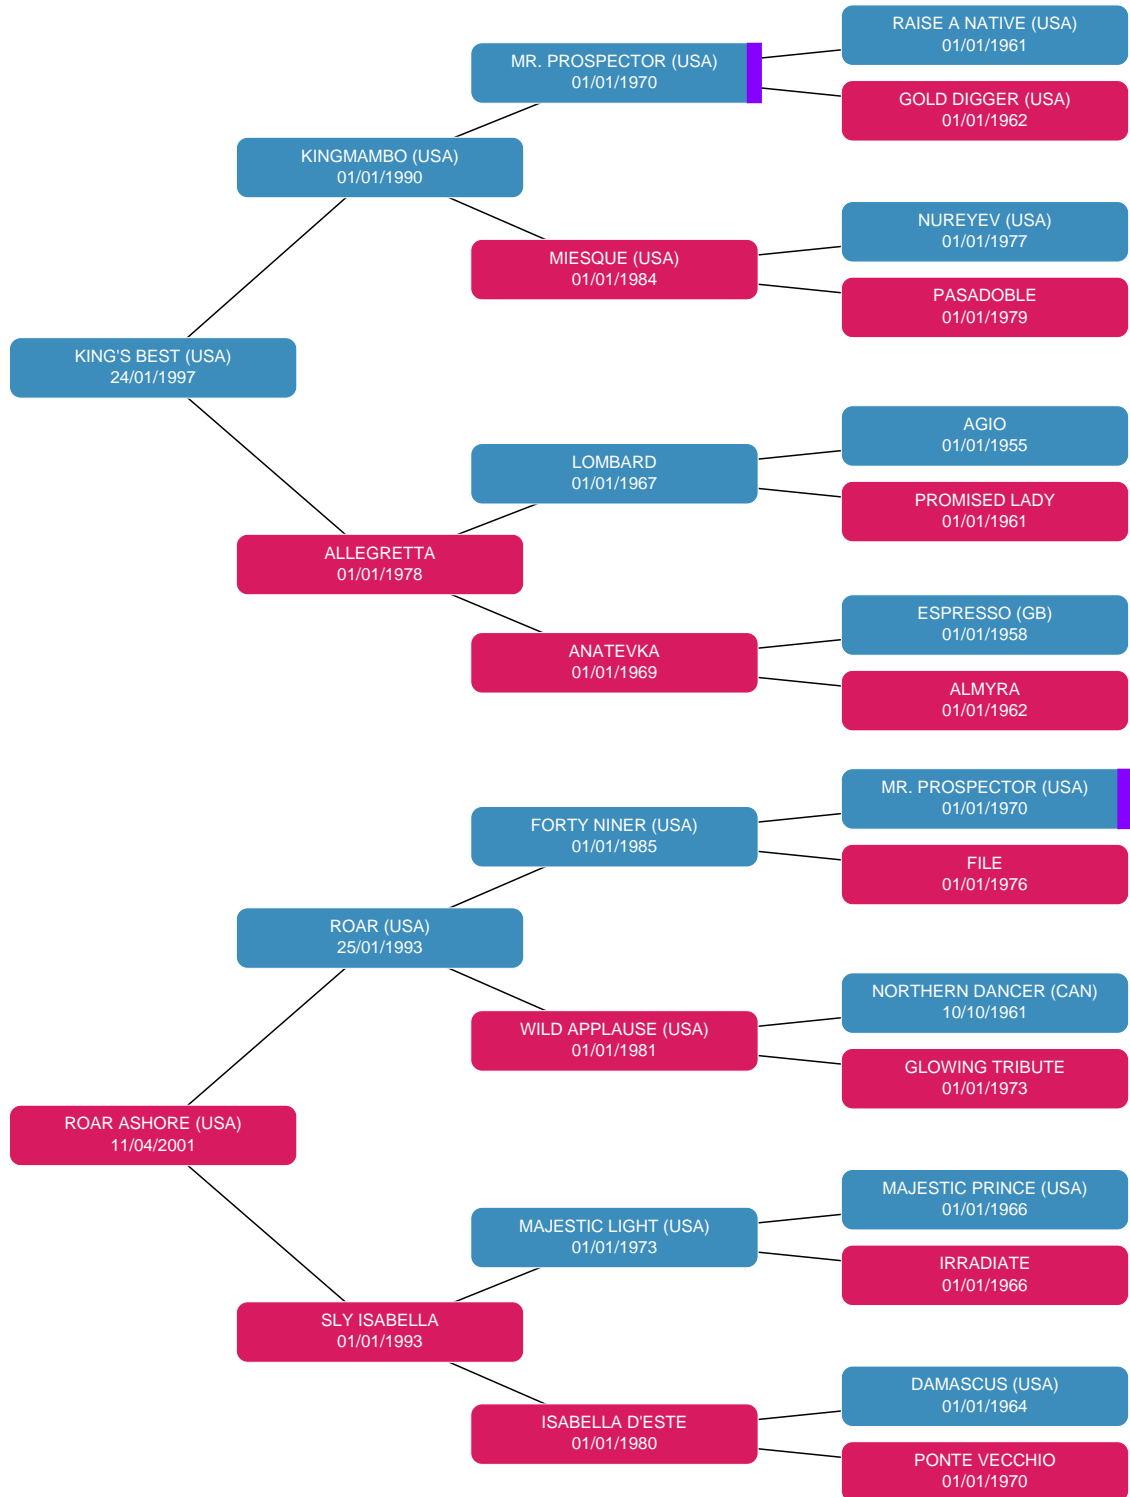 RAISE A NATIVE (USA)
01/01/1961
MR. PROSPECTOR (USA)
01/01/1970
GOLD DIGGER (USA)
01/01/1962
KINGMAMBO (USA)
01/01/1990
NUREYEV (USA)
01/01/1977
MIESQUE (USA)
01/01/1984
PASADOBLE
01/01/1979
KING'S BEST (USA)
24/01/1997
AGIO
01/01/1955
LOMBARD
01/01/1967
PROMISED LADY
01/01/1961
ALLEGRETTA
01/01/1978
ESPRESSO (GB)
01/01/1958
ANATEVKA
01/01/1969
ALMYRA
01/01/1962
MR. PROSPECTOR (USA)
01/01/1970
FORTY NINER (USA)
01/01/1985
FILE
01/01/1976
ROAR (USA)
25/01/1993
NORTHERN DANCER (CAN)
10/10/1961
WILD APPLAUSE (USA)
01/01/1981
GLOWING TRIBUTE
01/01/1973
ROAR ASHORE (USA)
11/04/2001
MAJESTIC PRINCE (USA)
01/01/1966
MAJESTIC LIGHT (USA)
01/01/1973
IRRADIATE
01/01/1966
SLY ISABELLA
01/01/1993
DAMASCUS (USA)
01/01/1964
ISABELLA D'ESTE
01/01/1980
PONTE VECCHIO
01/01/1970